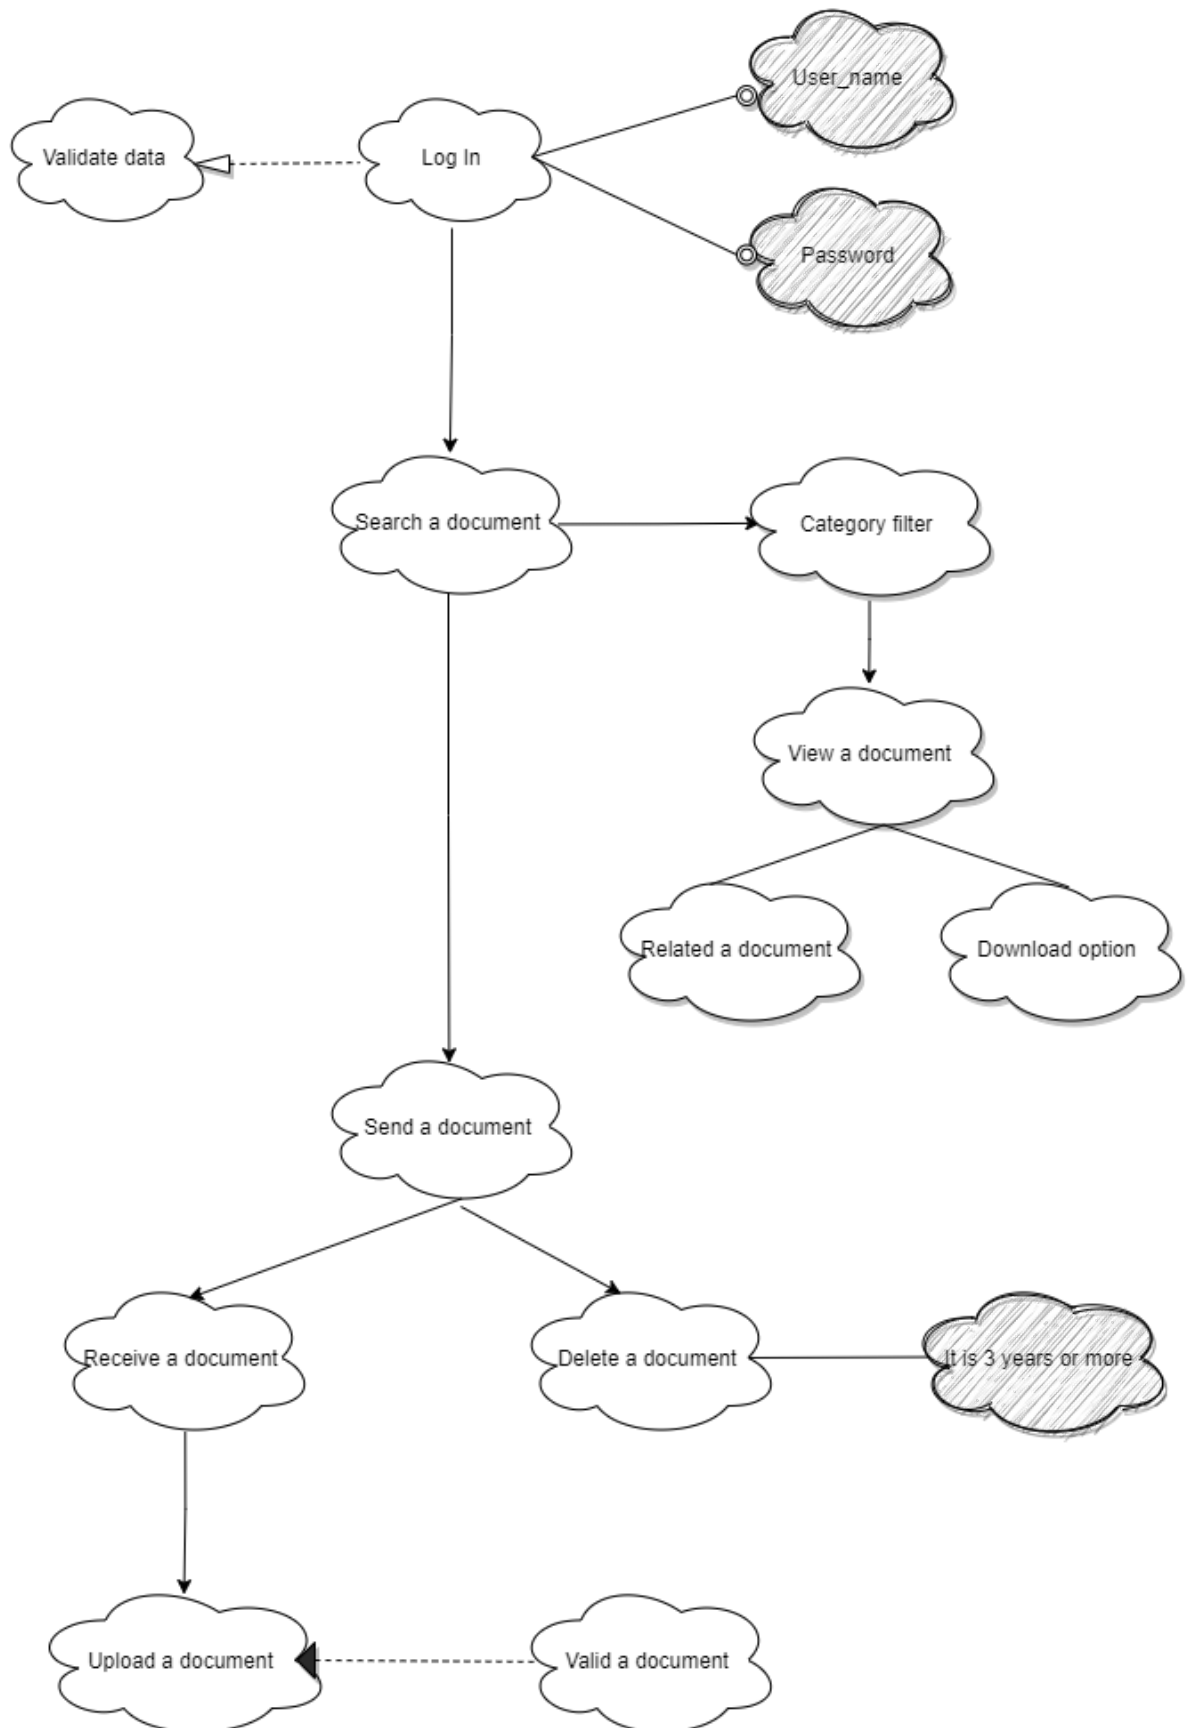 User_name
Validate data
Log In
Password
Search a document
Category filter
View a document
Related a document
Download option
Send a document
Receive a document
Delete a document
It is 3 years or more
Upload a document
Valid a document